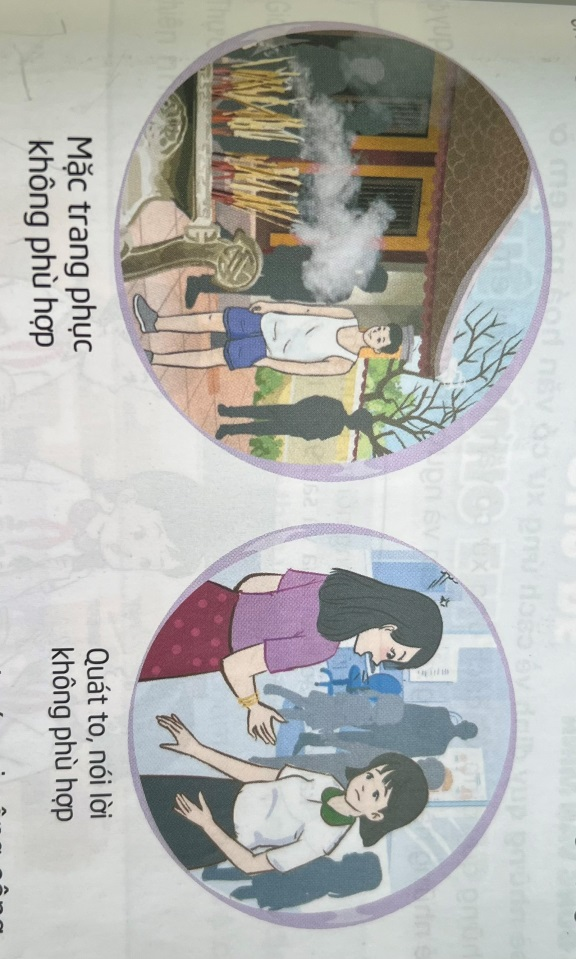 Mặc trang phục
không phù hợp
Quát to, nói lời
không phù hợp